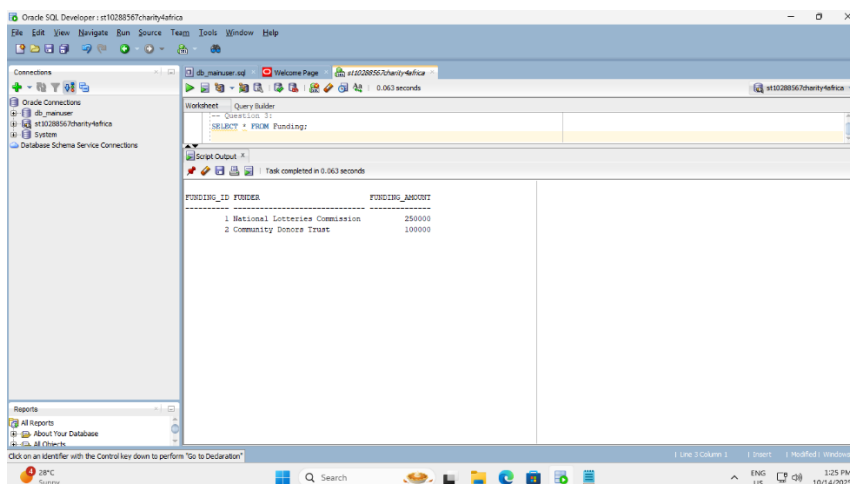 Oracle SQL Developer : st10288567charity4africa
File Edit View Navigate Run Source Team Tools Window Help
Connections
db_mainuser.sql
Welcome Page
st10288567charity4africa
0.063 seconds
st10288567charity4africa
Oracle Connections
db_mainuser
st10288567charity4africa
System
Database Schema Service Connections
Worksheet Query Builder
-- Question 3:
SELECT * FROM Funding;
Script Output
Task completed in 0.063 seconds
FUNDING_ID FUNDER FUNDING_AMOUNT
---------- ------------------------------ --------------
1 National Lotteries Commission 250000
2 Community Donors Trust 100000
Reports
All Reports
About Your Database
All Objects
Click on an identifier with the Control key down to perform "Go to Declaration"
Line 3 Column 1
Insert
Modified
Windows
4
28°C
Sunny
Search
ENG
US
1:25 PM
10/14/2025